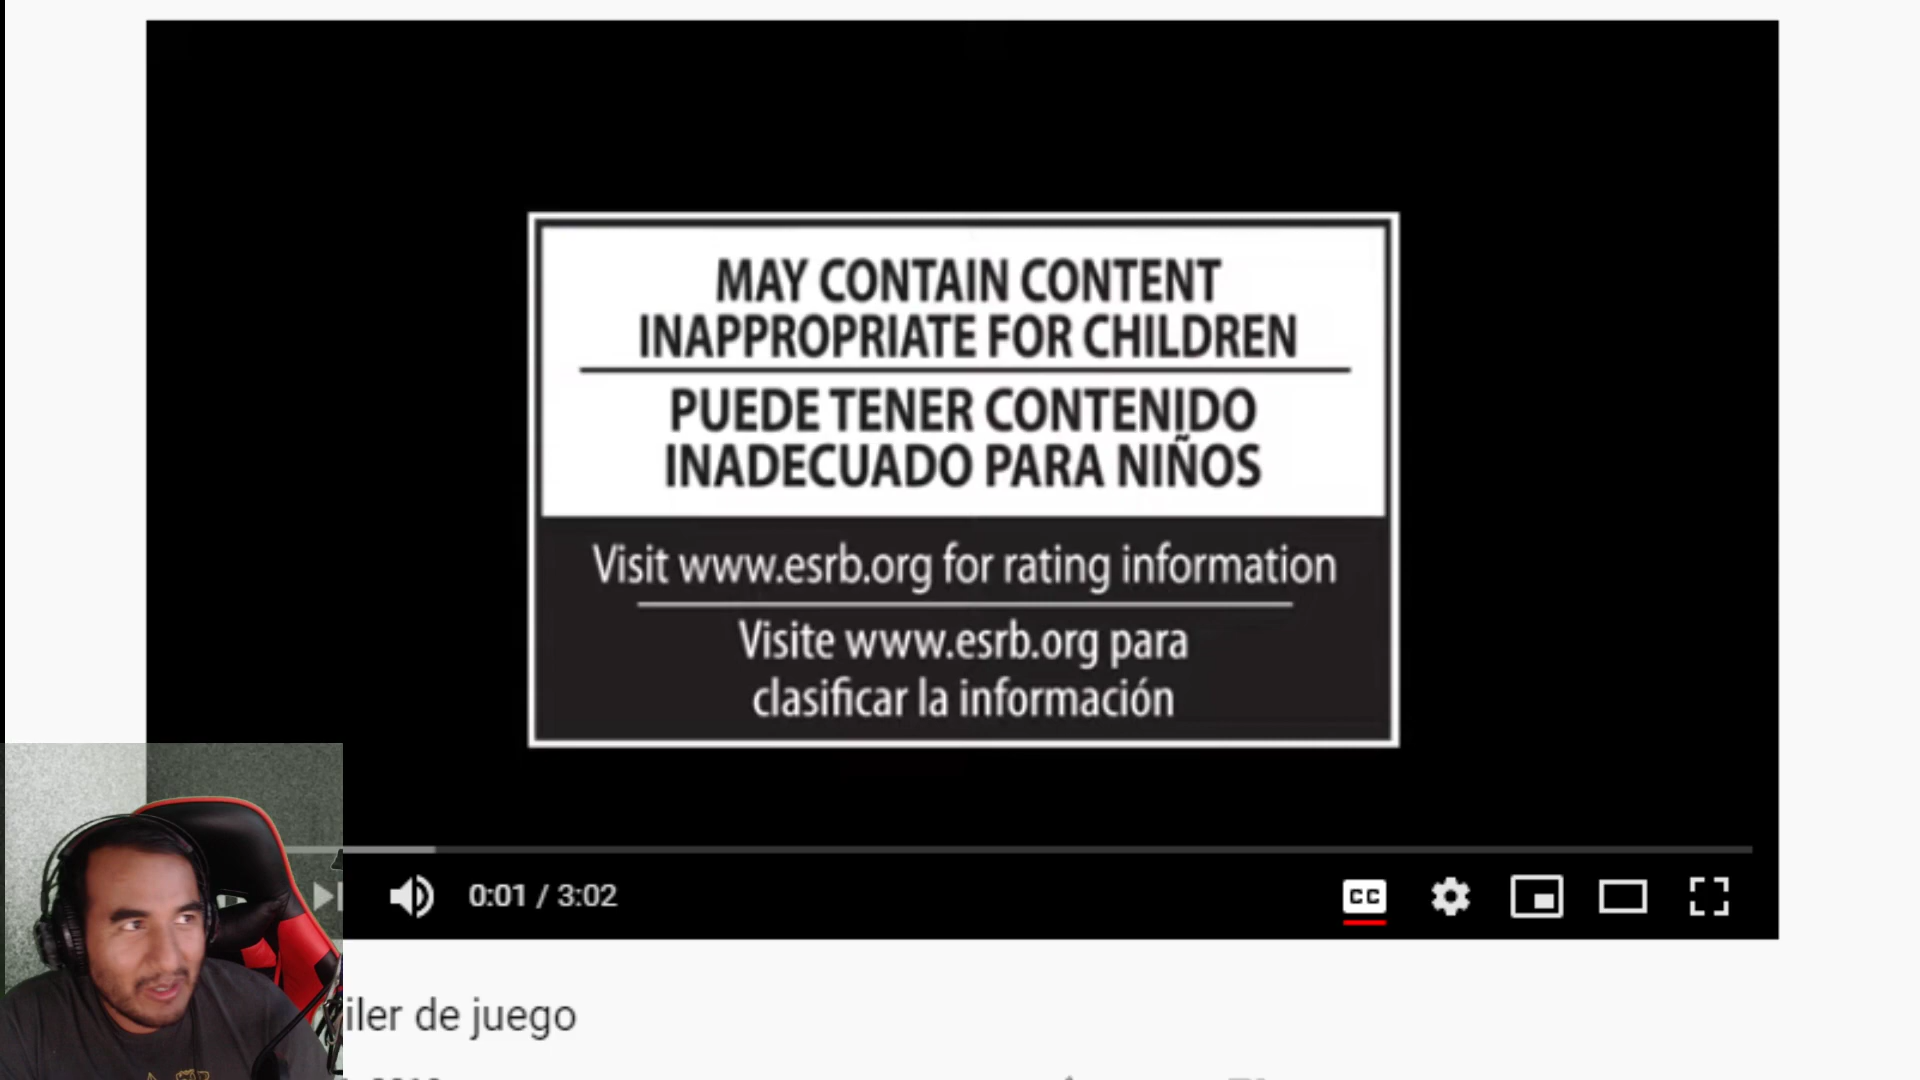 MAY CONTAIN CONTENT
INAPPROPRIATE FOR CHILDREN
PUEDE TENER CONTENIDO
INADECUADO PARA NIÑOS
Visit www.esrb.org for rating information
Visite www.esrb.org para
clasificar la información
0:01 / 3:02
CC
de juego